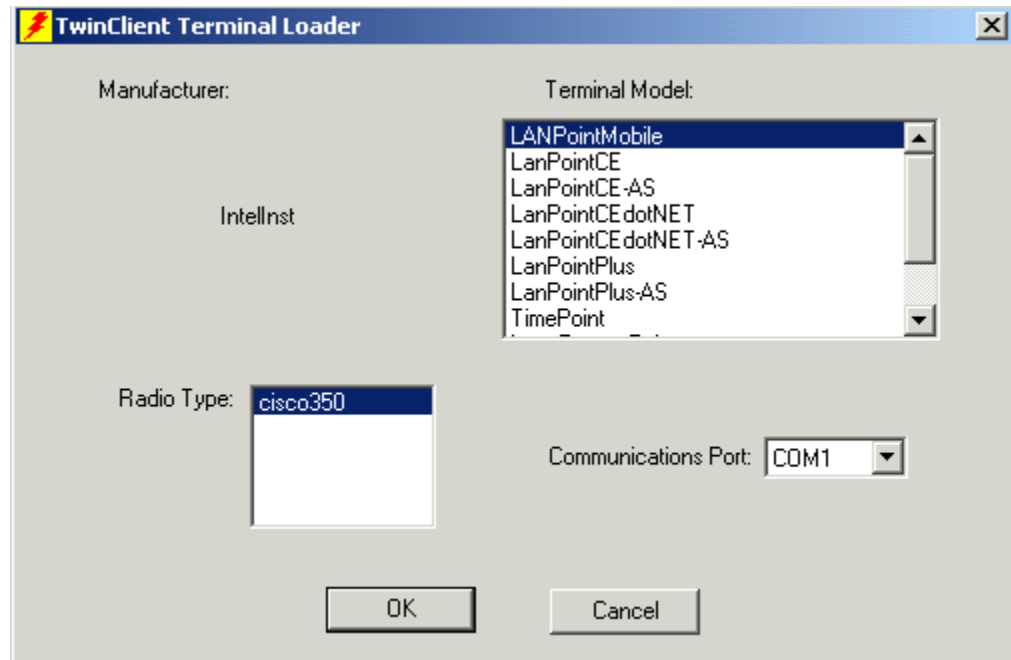 TwinClient Terminal Loader
Manufacturer:
Terminal Model:
LANPointMobile
LanPointCE
LanPointCE-AS
LanPointCEdotNET
LanPointCEdotNET-AS
LanPointPlus
LanPointPlus-AS
TimePoint
IntelInst
Radio Type:
cisco350
Communications Port:
COM1
OK
Cancel